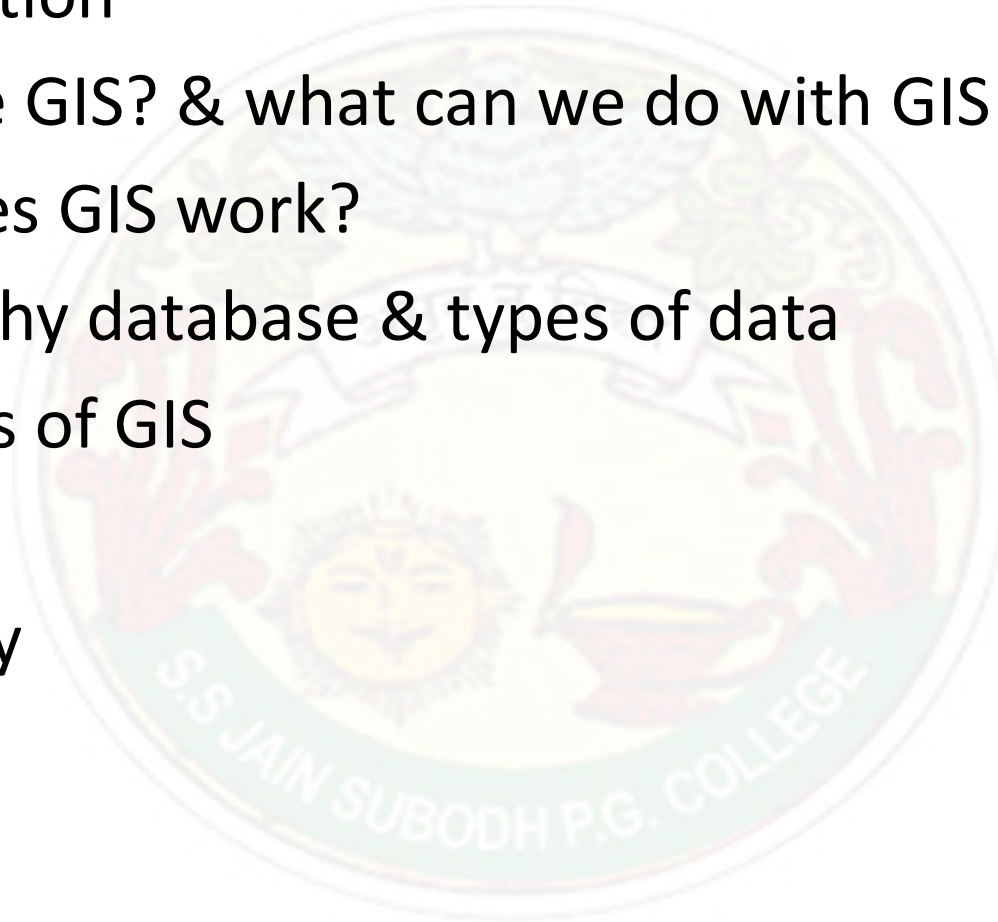 tion
e GIS? & what can we do with GIS
es GIS work?
hy database & types of data
s of GIS
y
S.S JAIN SUBODH P.G. COLLEGE